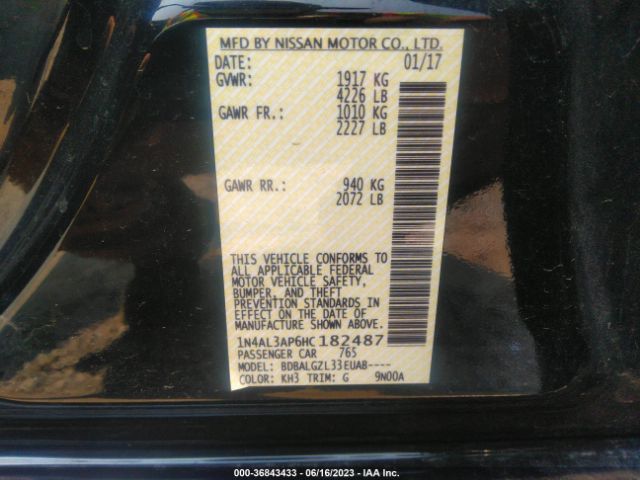 MFD BY NISSAN MOTOR CO., LTD.
DATE: 01/17
GVWR: 1917 KG
4226 LB
GAWR FR.: 1010 KG
2227 LB
GAWR RR.: 940 KG
2072 LB
THIS VEHICLE CONFORMS TO
ALL APPLICABLE FEDERAL
MOTOR VEHICLE SAFETY,
BUMPER, AND THEFT
PREVENTION STANDARDS IN
EFFECT ON THE DATE OF
MANUFACTURE SHOWN ABOVE.
1N4AL3AP6HC182487
PASSENGER CAR 765
MODEL: BDBALGZL33EUAB----
COLOR: KH3 TRIM: G 9N00A
000-36843433 - 06/16/2023 - IAA Inc.